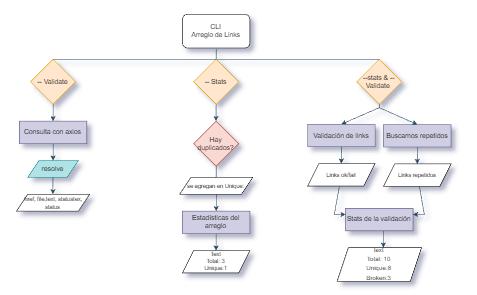 CLI
Arreglo de Links
-- Validate
-- Stats
--stats & --
Validate
Consulta con axios
Hay
duplicados?
Validación de links
Buscamos repetidos
resolve
Links ok/fail
Links repetidos
href, file,text, statustex,
status
se agregan en Unique
Estadísticas del
arreglo
Stats de la validación
text
Total: 3
Unique:1
text
Total: 10
Unique:8
Broken:3